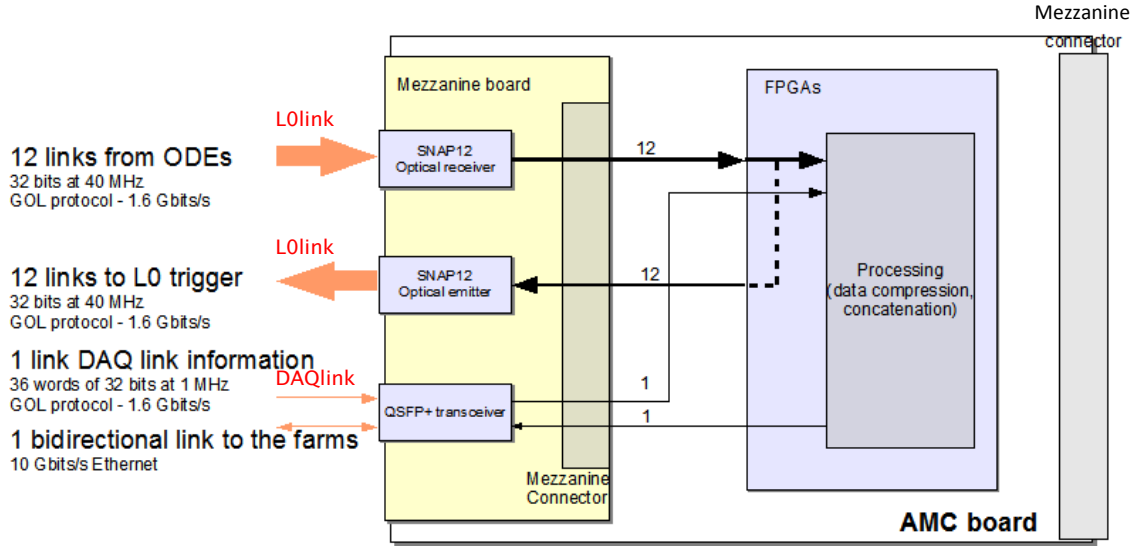 Mezzanine
connector
Mezzanine board
FPGAs
L0link
12 links from ODEs
32 bits at 40 MHz
GOL protocol - 1.6 Gbits/s
SNAP12
Optical receiver
12
L0link
12 links to L0 trigger
32 bits at 40 MHz
GOL protocol - 1.6 Gbits/s
SNAP12
Optical emitter
12
Processing
(data compression,
concatenation)
1 link DAQ link information
36 words of 32 bits at 1 MHz
GOL protocol - 1.6 Gbits/s
DAQlink
1 bidirectional link to the farms
10 Gbits/s Ethernet
QSFP+ transceiver
1
1
Mezzanine
Connector
AMC board